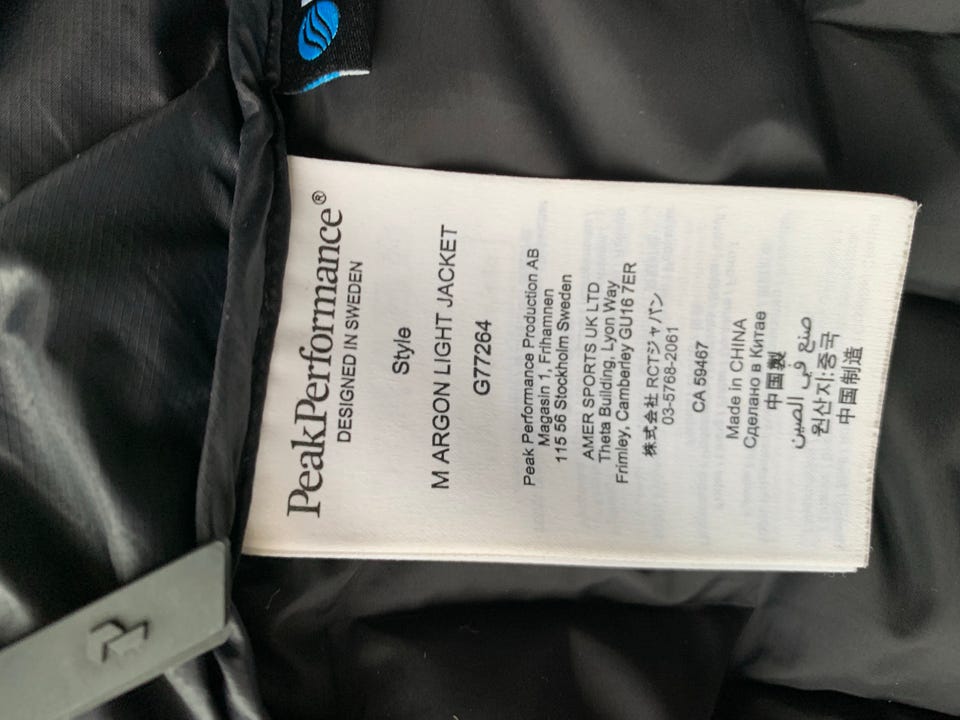 PeakPerformance®
DESIGNED IN SWEDEN
Style
M ARGON LIGHT JACKET
G77264
Peak Performance Production AB
Magasin 1, Frihamnen
115 56 Stockholm Sweden
AMER SPORTS UK LTD
Theta Building, Lyon Way
Frimley, Camberley GU16 7ER
株式会社 RCTジャパン
03-5768-2061
CA 59467
Made in CHINA
Сделано в Китае
中国製
صنع في الصين
원산지:중국
中国制造